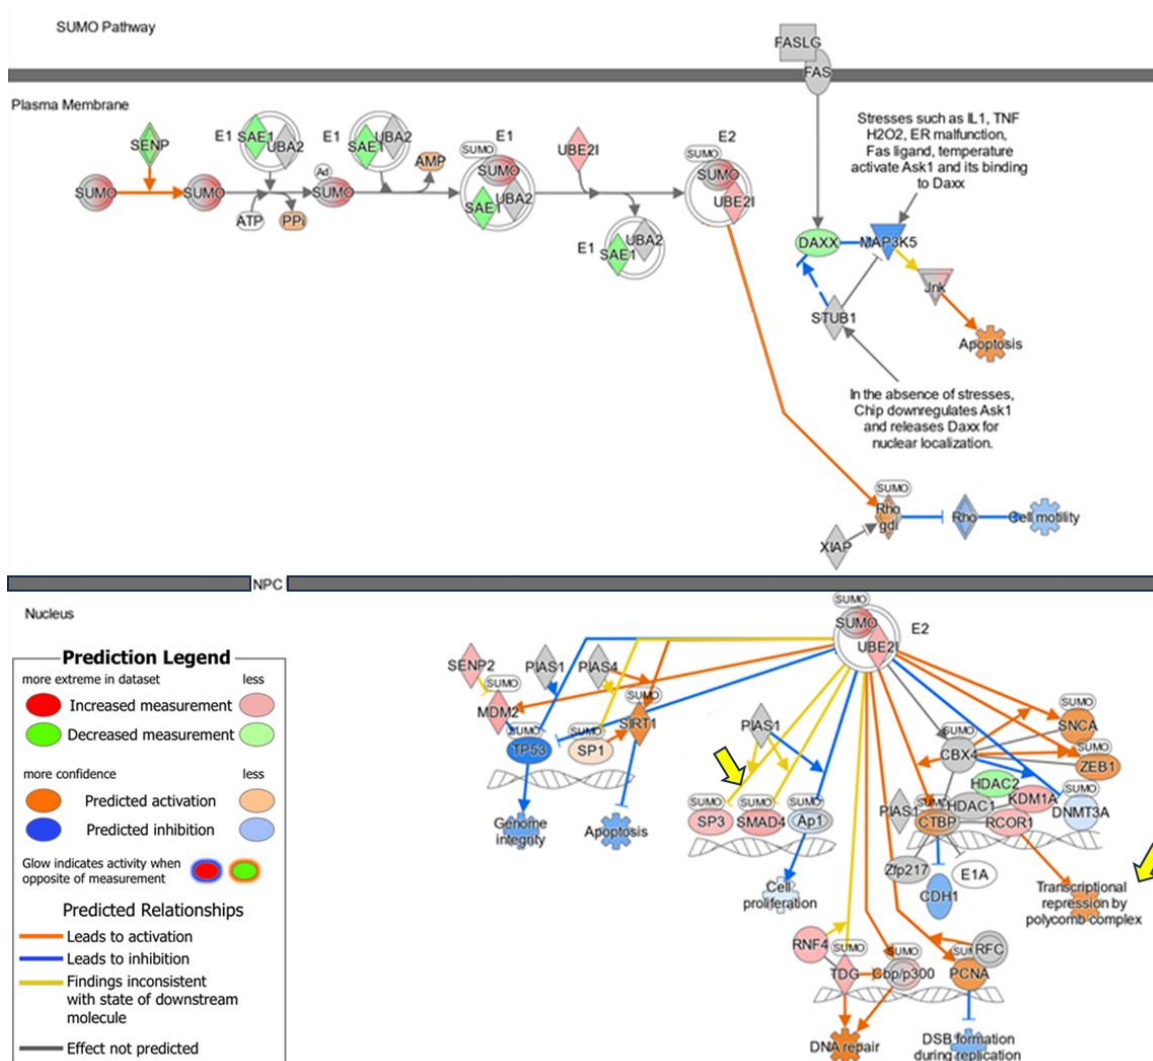 SUMO Pathway
FASLG
FAS
Plasma Membrane
Stresses such as IL1, TNF
H2O2, ER malfunction,
Fas ligand, temperature
activate Ask1 and its binding
to Daxx
SENP
E1
SAE1
UBA2
E1
SAE1
UBA2
AMP
E1
SUMO
SUMO
SAE1
UBA2
UBE2I
E2
SUMO
SUMO
UBE2I
SUMO
SUMO
Ad
SUMO
ATP
PPi
E1
SAE1
UBA2
DAXX
MAP3K5
Jnk
STUB1
Apoptosis
In the absence of stresses,
Chip downregulates Ask1
and releases Daxx for
nuclear localization.
SUMO
Rho
gdi
Rho
Cell motility
XIAP
NPC
Nucleus
SUMO
SUMO
UBE2I
E2
SENP2
SUMO
MDM2
PIAS1
PIAS4
SUMO
SIRT1
SUMO
TP53
SUMO
SP1
Genome
integrity
Apoptosis
PIAS1
SUMO
SP3
SUMO
SMAD4
SUMO
Ap1
Cell
proliferation
SUMO
CBX4
SUMO
SNCA
SUMO
ZEB1
HDAC2
HDAC1
KDM1A
RCOR1
SUMO
DNMT3A
PIAS1
SUMO
CTBP
Zfp217
CDH1
E1A
Transcriptional
repression by
polycomb complex
RNF4
SUMO
TDG
SUMO
Cbp/p300
RFC
PCNA
DNA repair
DSB formation
during replication
Prediction Legend
more extreme in dataset
less
Increased measurement
Decreased measurement
more confidence
less
Predicted activation
Predicted inhibition
Glow indicates activity when
opposite of measurement
Predicted Relationships
Leads to activation
Leads to inhibition
Findings inconsistent
with state of downstream
molecule
Effect not predicted